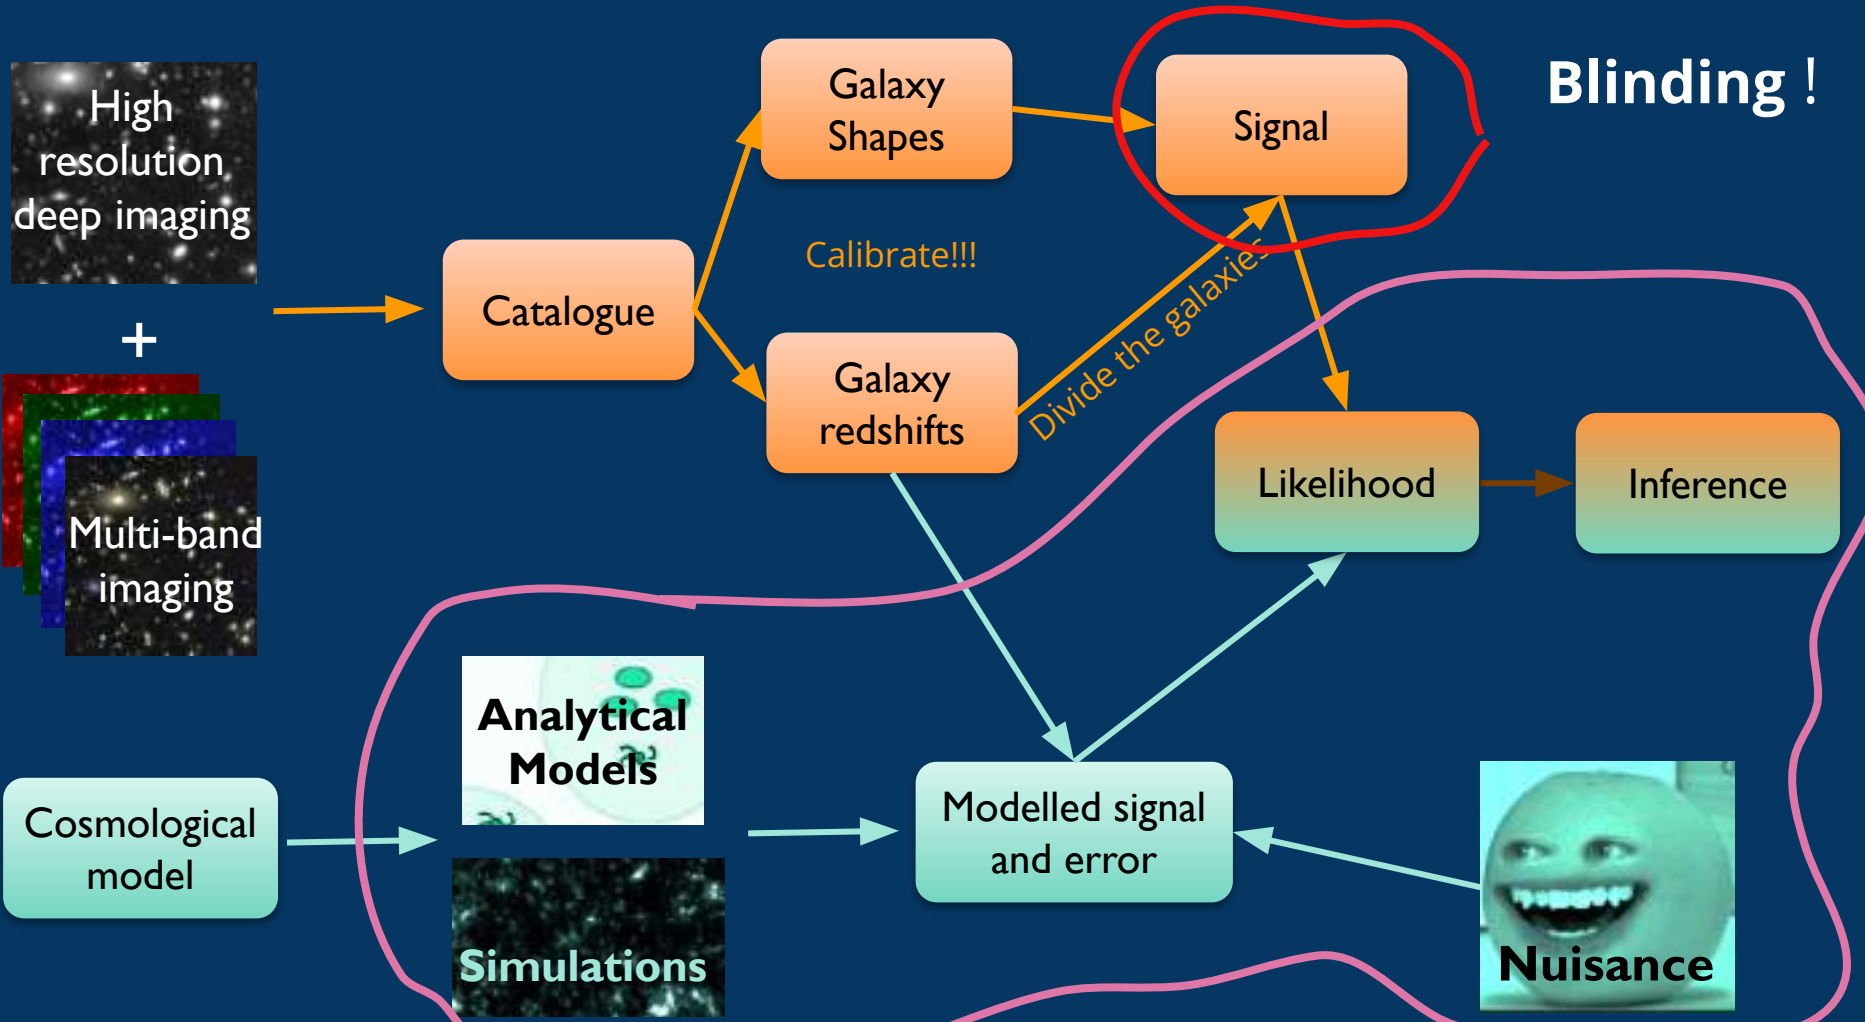 High
resolution
deep imaging
+
Multi-band
imaging
Catalogue
Galaxy
Shapes
Calibrate!!!
Galaxy
redshifts
Divide the galaxies
Signal
Blinding !
Likelihood
Inference
Cosmological
model
Analytical
Models
Simulations
Modelled signal
and error
Nuisance